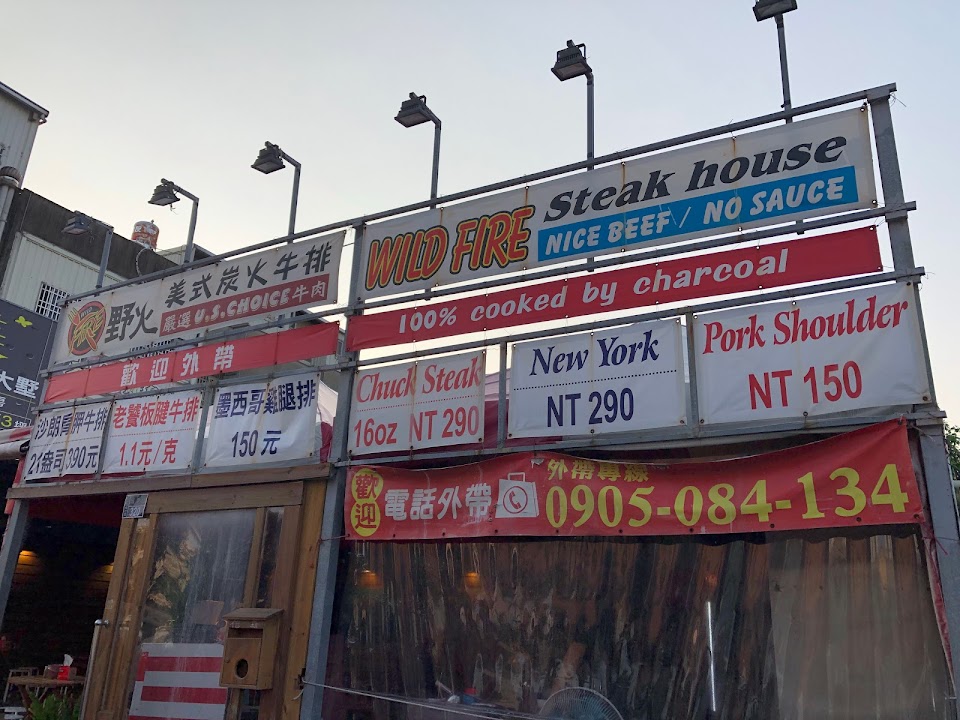 WILD FIRE
Steak house
NICE BEEF / NO SAUCE
100% cooked by charcoal
野火
美式炭火牛排
嚴選 U.S. CHOICE 牛肉
歡迎外帶
沙朗
牛排
盎司
390元
老饕板腱牛排
1.1元/克
墨西哥雞腿排
150元
Chuck Steak
16oz NT 290
New York
NT 290
Pork Shoulder
NT 150
歡迎
電話外帶
外帶專線
0905-084-134
大墅